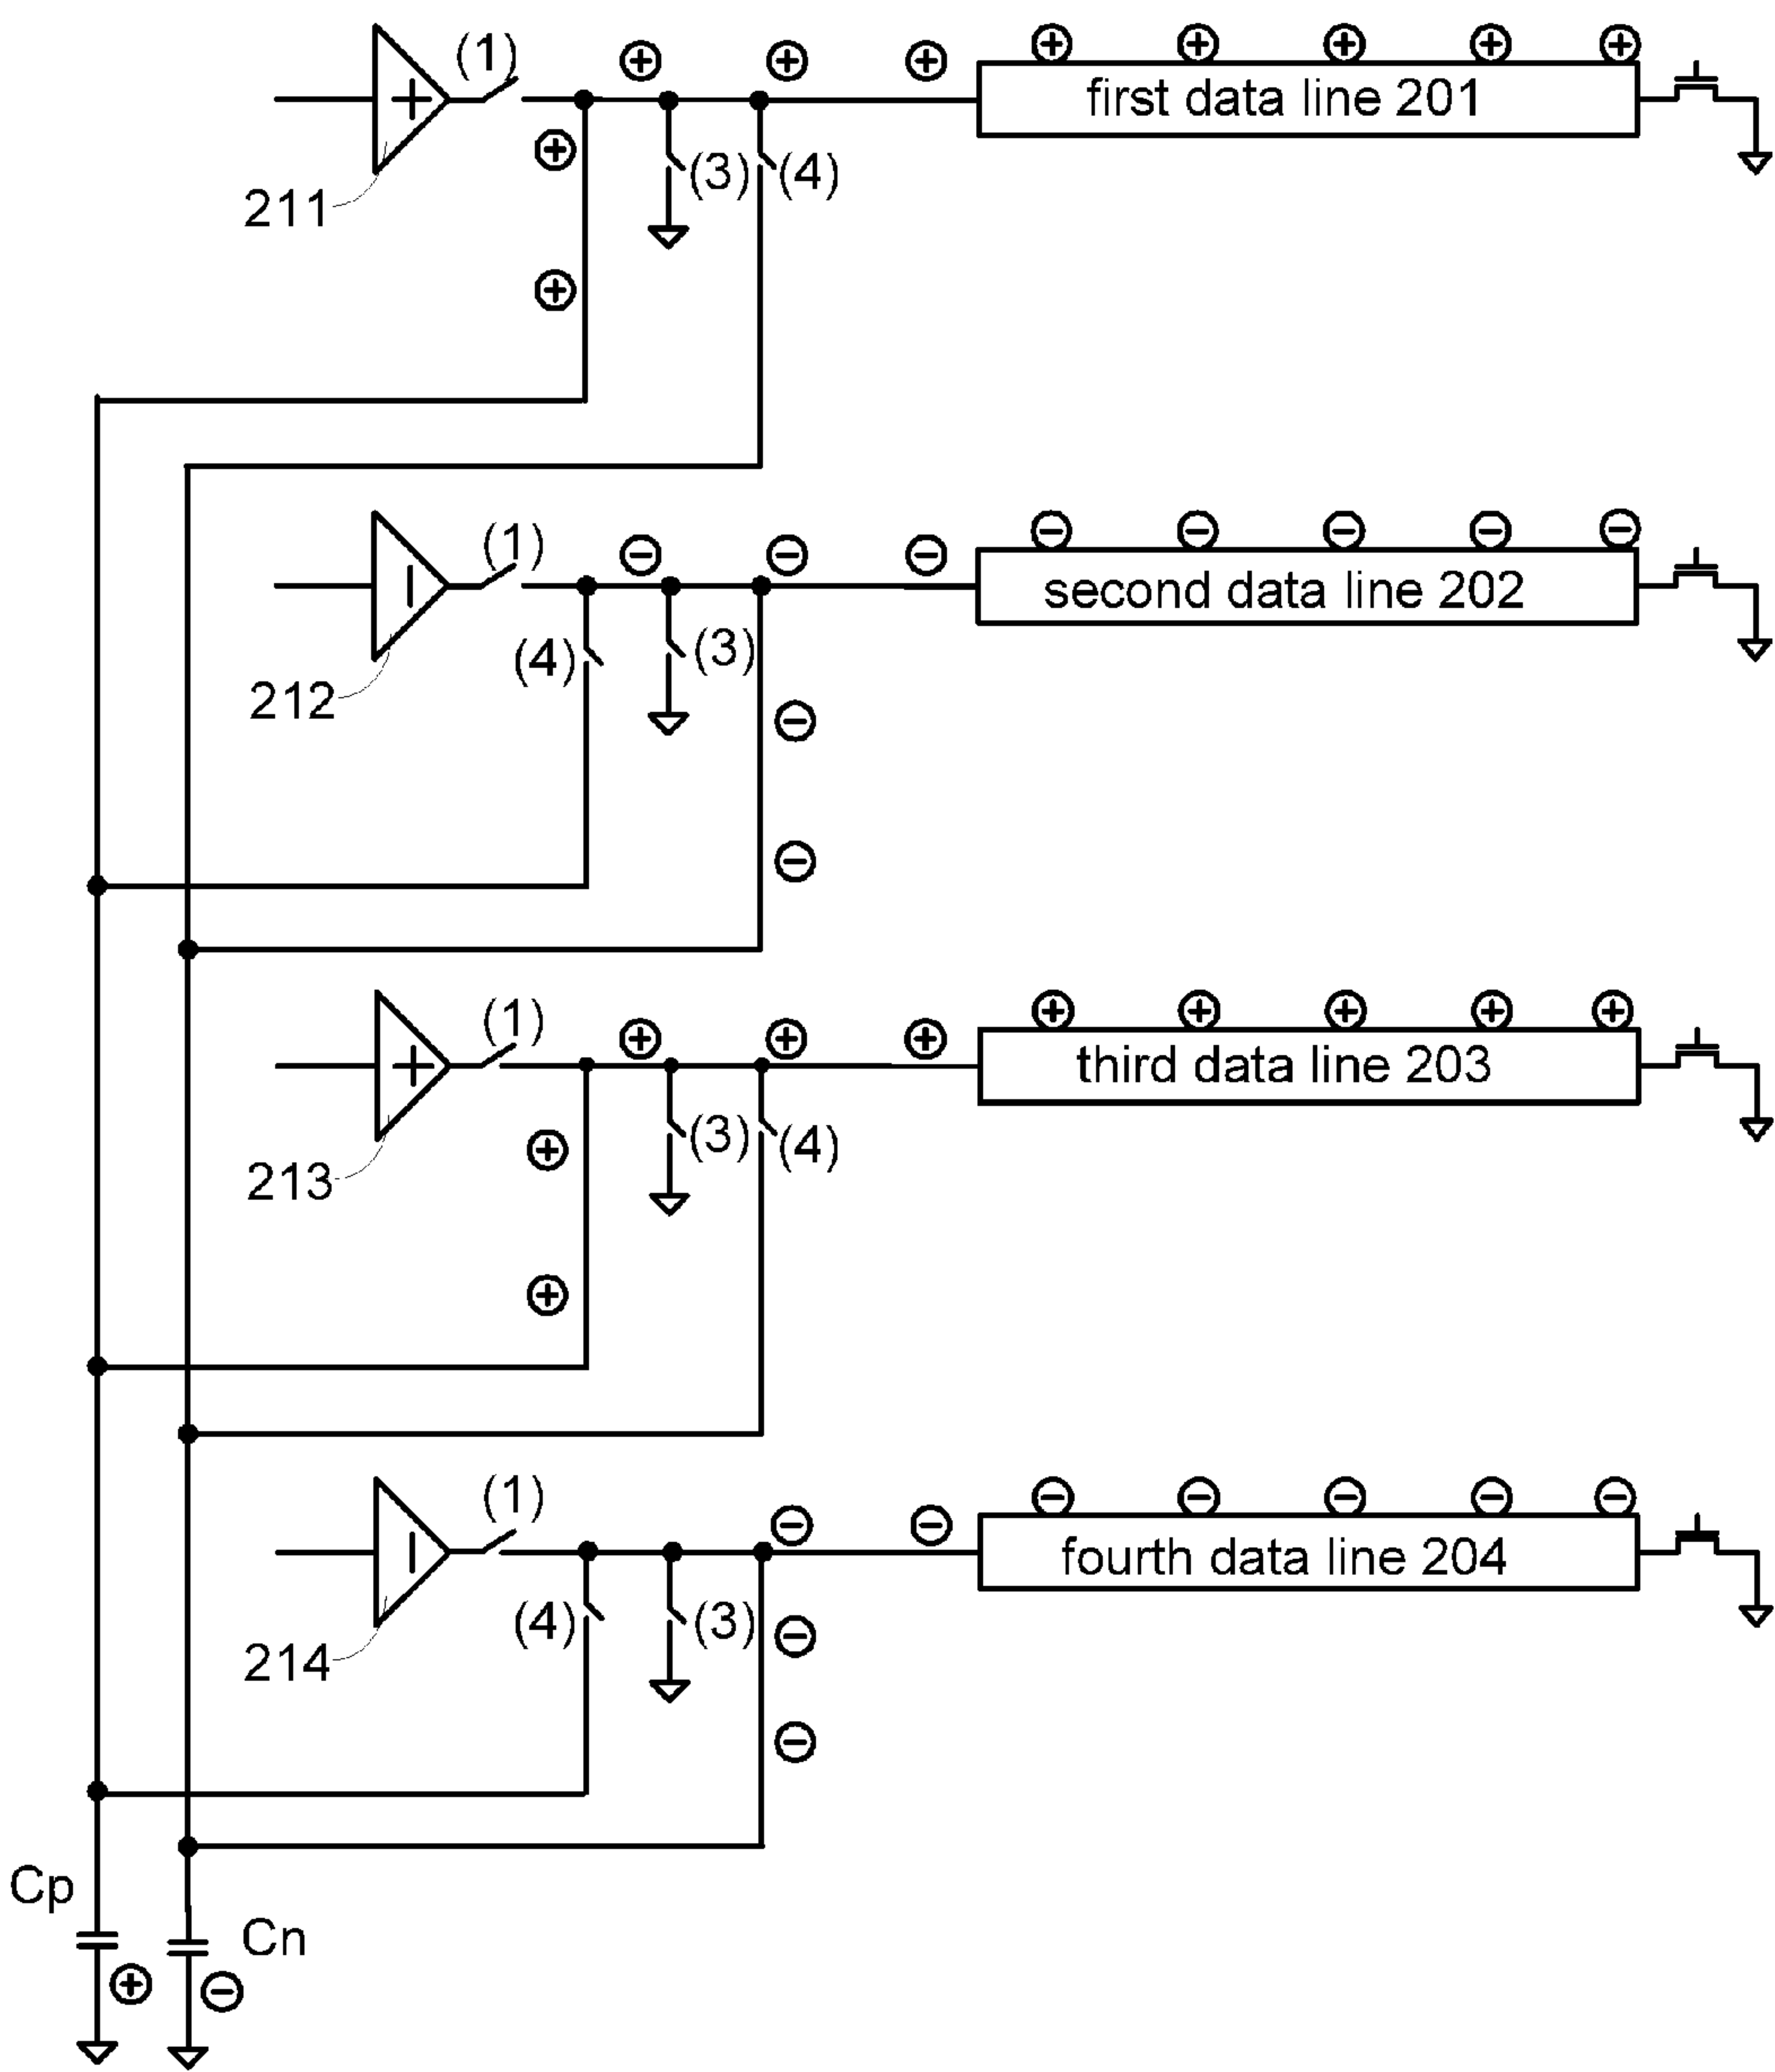 (1)
first data line 201
(3)
(4)
211
(1)
second data line 202
(4)
(3)
212
(1)
third data line 203
(3)
(4)
213
(1)
fourth data line 204
(4)
(3)
214
Cp
Cn